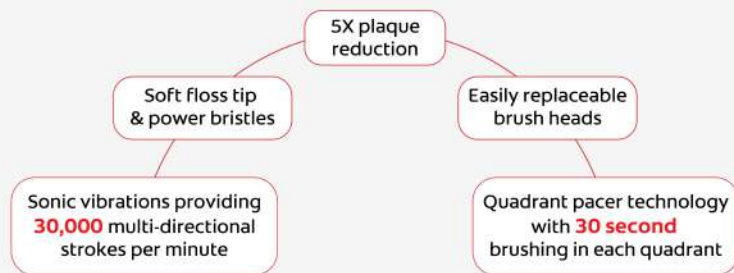 5X plaque
reduction
Soft floss tip
& power bristles
Easily replaceable
brush heads
Sonic vibrations providing
30,000 multi-directional
strokes per minute
Quadrant pacer technology
with 30 second
brushing in each quadrant